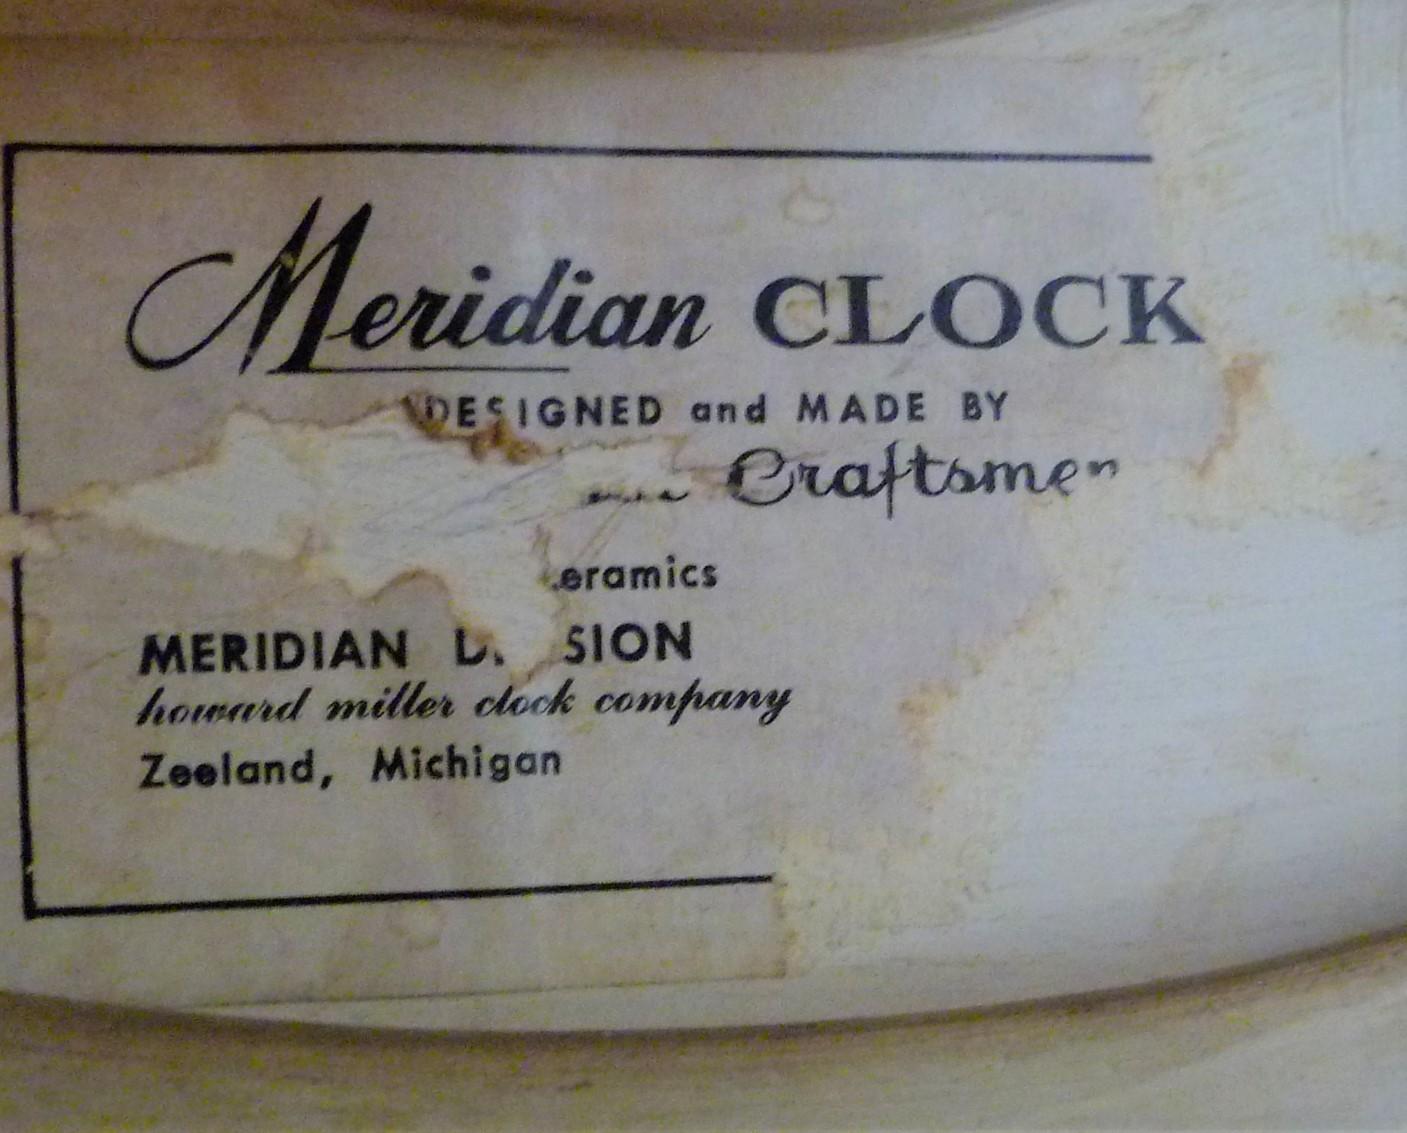 Meridian CLOCK
DESIGNED and MADE BY
Craftsmen
eramics
MERIDIAN D SION
howard miller clock company
Zeeland, Michigan